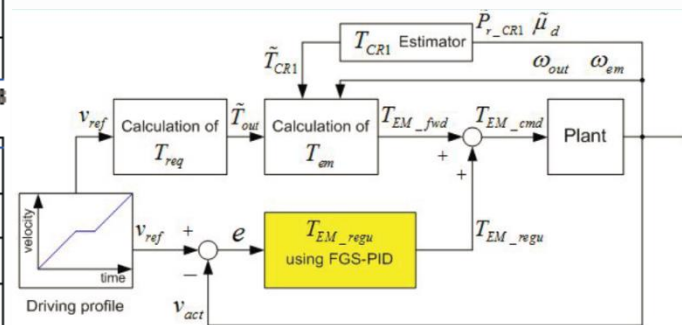 P̃r_CR1 μ̃d
TCR1 Estimator
T̃CR1
ωout ωem
vref
Calculation of
Treq
T̃out
Calculation of
Tem
TEM_fwd
TEM_cmd
Plant
+
+
velocity
time
Driving profile
vref
+
−
e
TEM_regu
using FGS-PID
TEM_regu
vact